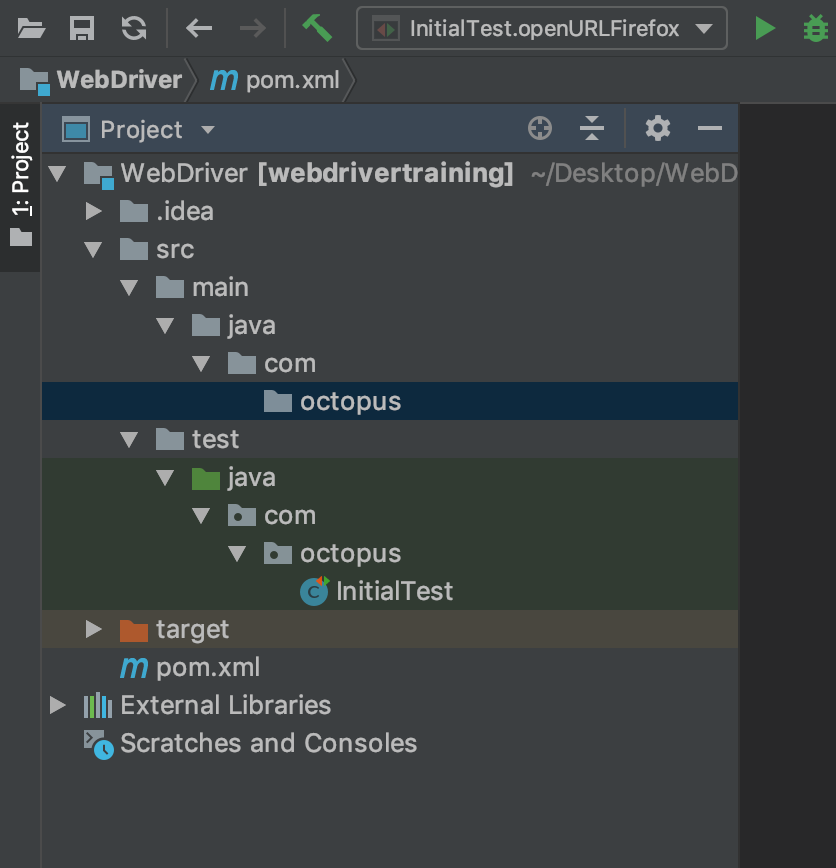 InitialTest.openURLFirefox
WebDriver m pom.xml
1: Project
Project
WebDriver [webdrivertraining] ~/Desktop/WebD
.idea
src
main
java
com
octopus
test
java
com
octopus
C InitialTest
target
m pom.xml
External Libraries
Scratches and Consoles